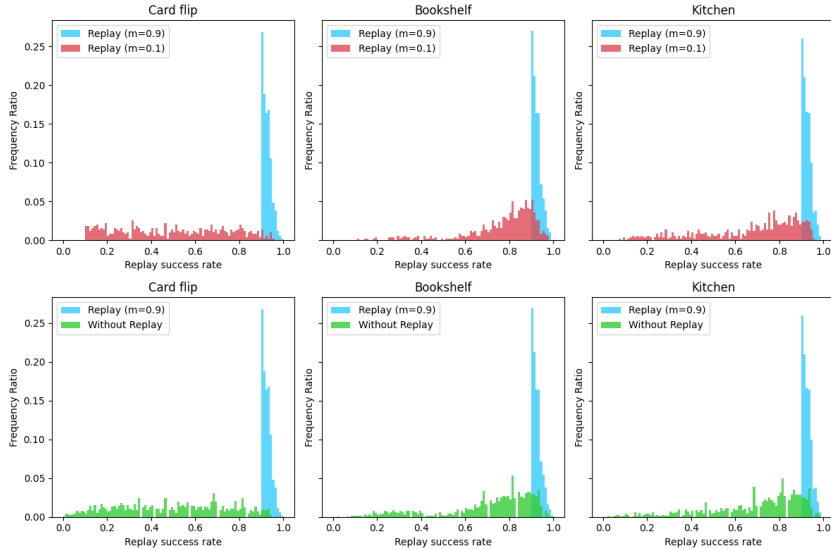 Card flip
Bookshelf
Kitchen
Replay (m=0.9)
Replay (m=0.1)
Replay (m=0.9)
Replay (m=0.1)
Replay (m=0.9)
Replay (m=0.1)
Frequency Ratio
Frequency Ratio
Frequency Ratio
0.25
0.20
0.15
0.10
0.05
0.00
0.0 0.2 0.4 0.6 0.8 1.0
0.0 0.2 0.4 0.6 0.8 1.0
0.0 0.2 0.4 0.6 0.8 1.0
Replay success rate
Replay success rate
Replay success rate
Card flip
Bookshelf
Kitchen
Replay (m=0.9)
Without Replay
Replay (m=0.9)
Without Replay
Replay (m=0.9)
Without Replay
Frequency Ratio
Frequency Ratio
Frequency Ratio
0.25
0.20
0.15
0.10
0.05
0.00
0.0 0.2 0.4 0.6 0.8 1.0
0.0 0.2 0.4 0.6 0.8 1.0
0.0 0.2 0.4 0.6 0.8 1.0
Replay success rate
Replay success rate
Replay success rate